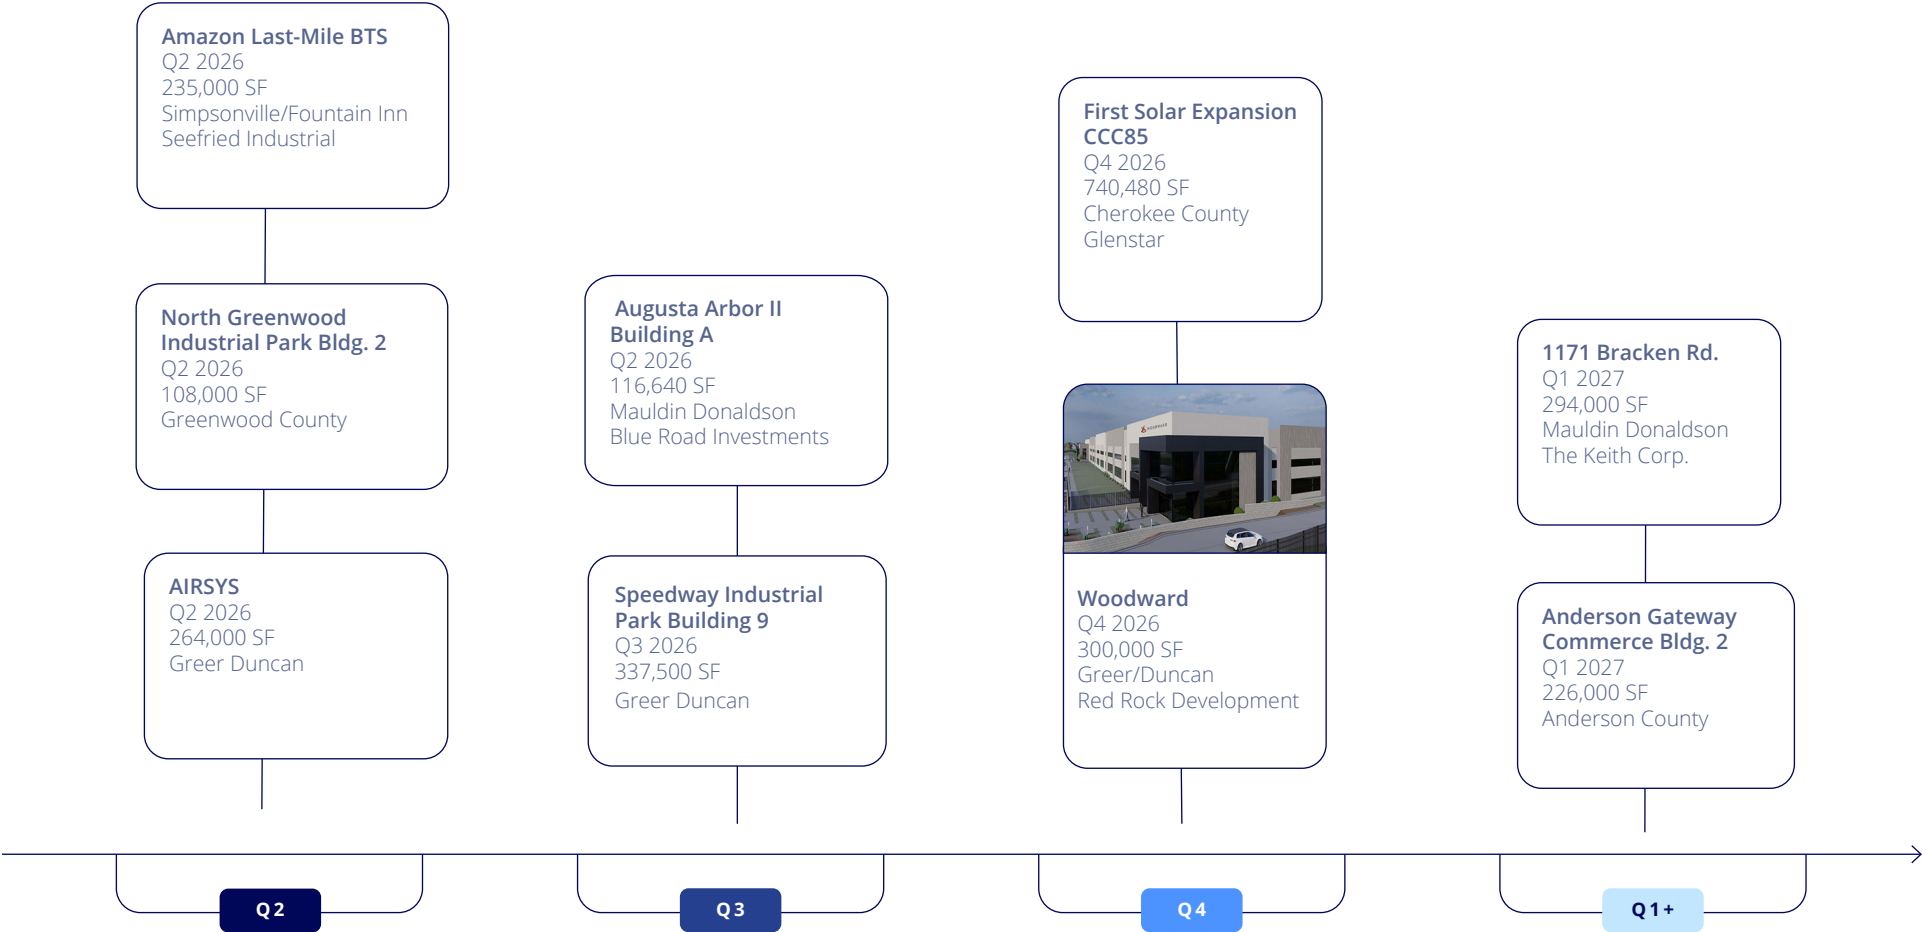 Amazon Last-Mile BTS
Q2 2026
235,000 SF
Simpsonville/Fountain Inn
Seefried Industrial
North Greenwood
Industrial Park Bldg. 2
Q2 2026
108,000 SF
Greenwood County
AIRSYS
Q2 2026
264,000 SF
Greer Duncan
Augusta Arbor II
Building A
Q2 2026
116,640 SF
Mauldin Donaldson
Blue Road Investments
Speedway Industrial
Park Building 9
Q3 2026
337,500 SF
Greer Duncan
First Solar Expansion
CCC85
Q4 2026
740,480 SF
Cherokee County
Glenstar
WOODWARD
Woodward
Q4 2026
300,000 SF
Greer/Duncan
Red Rock Development
1171 Bracken Rd.
Q1 2027
294,000 SF
Mauldin Donaldson
The Keith Corp.
Anderson Gateway
Commerce Bldg. 2
Q1 2027
226,000 SF
Anderson County
Q2
Q3
Q4
Q1+